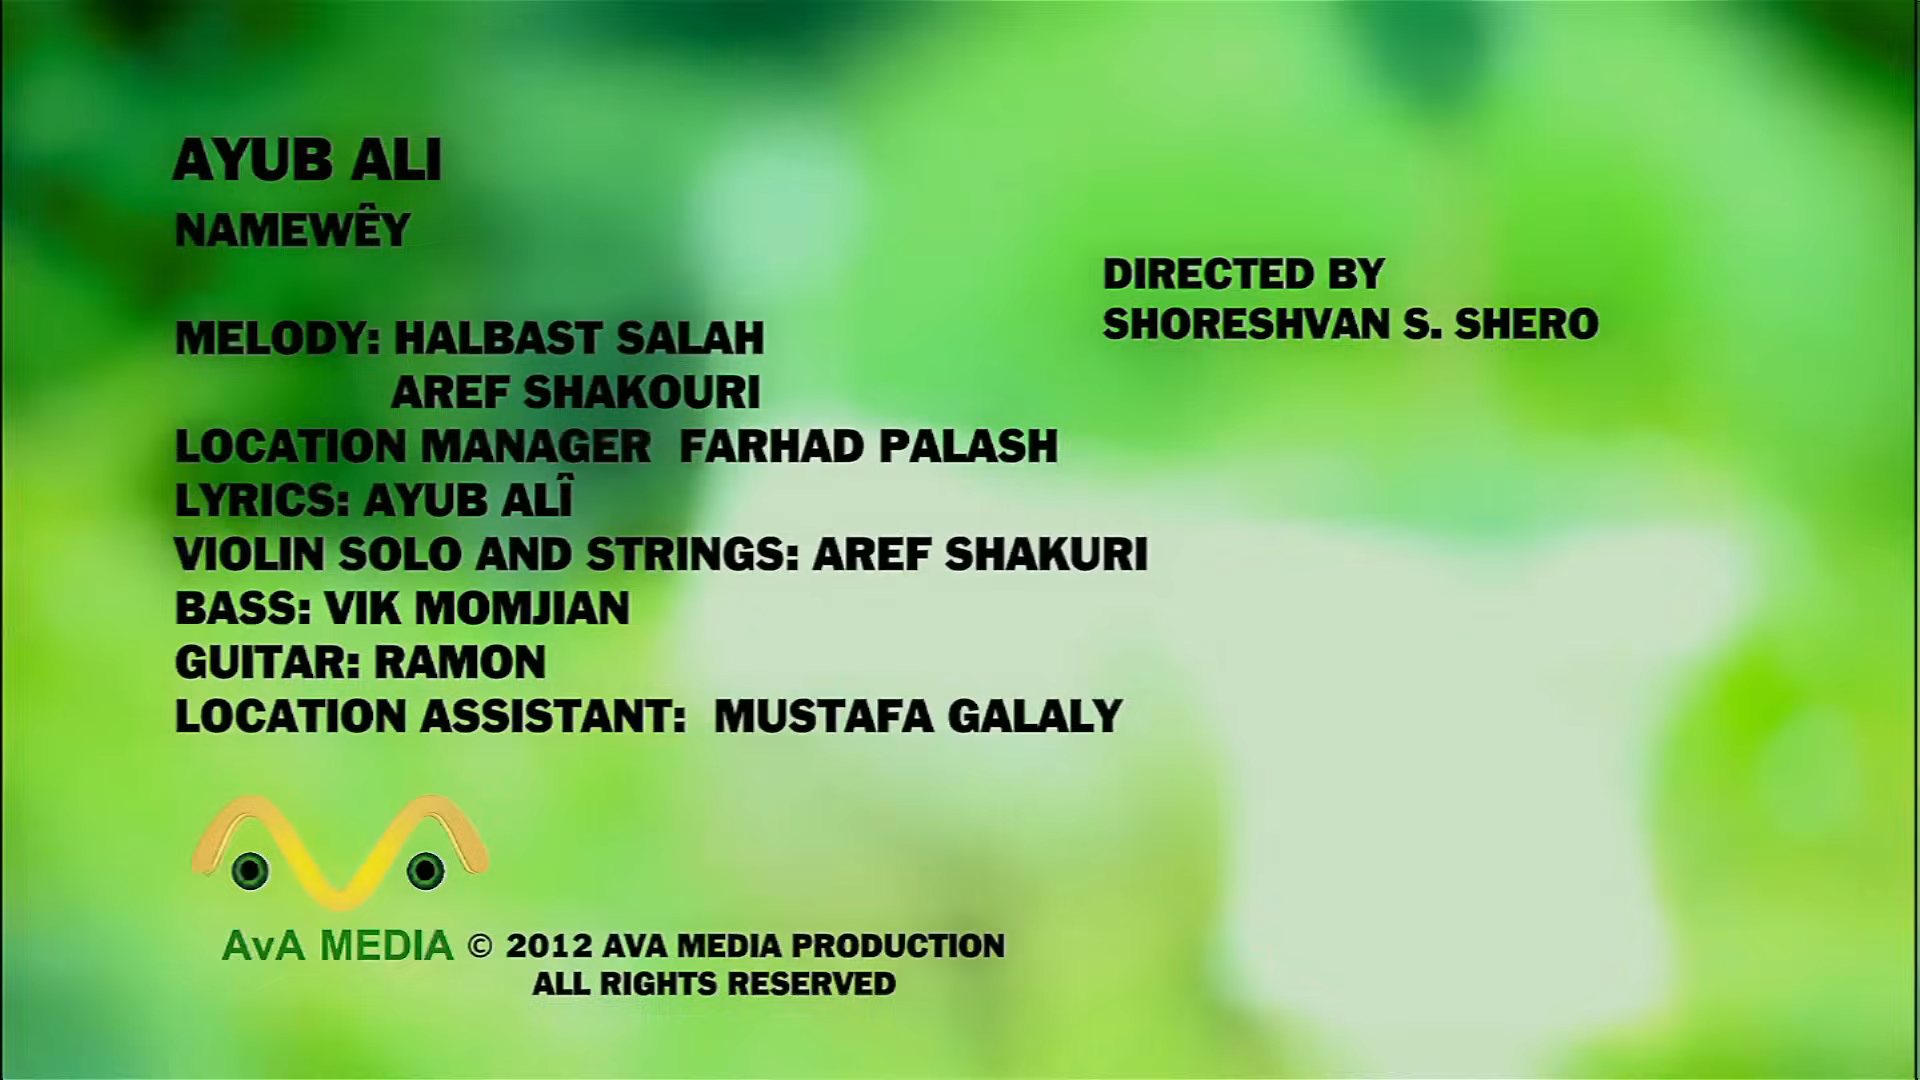 AYUB ALI
NAMEWÊY
MELODY: HALBAST SALAH
AREF SHAKOURI
LOCATION MANAGER  FARHAD PALASH
LYRICS: AYUB ALÎ
VIOLIN SOLO AND STRINGS: AREF SHAKURI
BASS: VIK MOMJIAN
GUITAR: RAMON
LOCATION ASSISTANT:  MUSTAFA GALALY
DIRECTED BY
SHORESHVAN S. SHERO
AvA MEDIA © 2012 AVA MEDIA PRODUCTION
ALL RIGHTS RESERVED